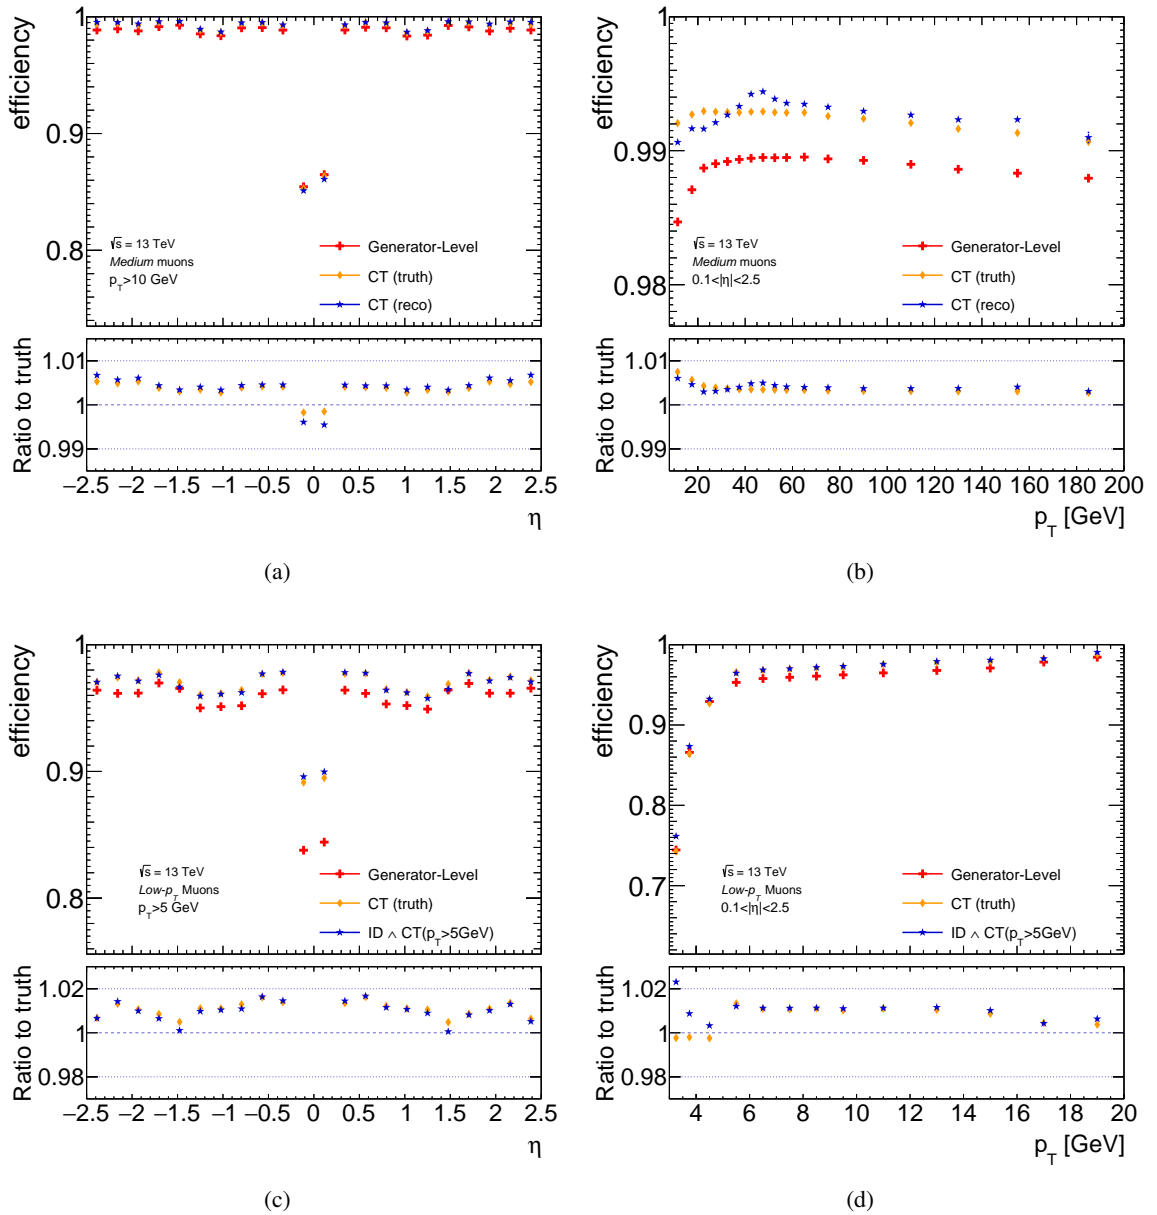 efficiency
1
0.9
0.8
√s = 13 TeV
Medium muons
p_T>10 GeV
Generator-Level
CT (truth)
CT (reco)
Ratio to truth
1.01
1
0.99
−2.5 −2 −1.5 −1 −0.5 0 0.5 1 1.5 2 2.5
η
(a)
efficiency
1
0.99
0.98
√s = 13 TeV
Medium muons
0.1<|η|<2.5
Generator-Level
CT (truth)
CT (reco)
Ratio to truth
1.01
1
0.99
20 40 60 80 100 120 140 160 180 200
p_T [GeV]
(b)
efficiency
1
0.9
0.8
√s = 13 TeV
Low-p_T Muons
p_T>5 GeV
Generator-Level
CT (truth)
ID ∧ CT(p_T>5GeV)
Ratio to truth
1.02
1
0.98
−2.5 −2 −1.5 −1 −0.5 0 0.5 1 1.5 2 2.5
η
(c)
efficiency
1
0.9
0.8
0.7
√s = 13 TeV
Low-p_T Muons
0.1<|η|<2.5
Generator-Level
CT (truth)
ID ∧ CT(p_T>5GeV)
Ratio to truth
1.02
1
0.98
4 6 8 10 12 14 16 18 20
p_T [GeV]
(d)